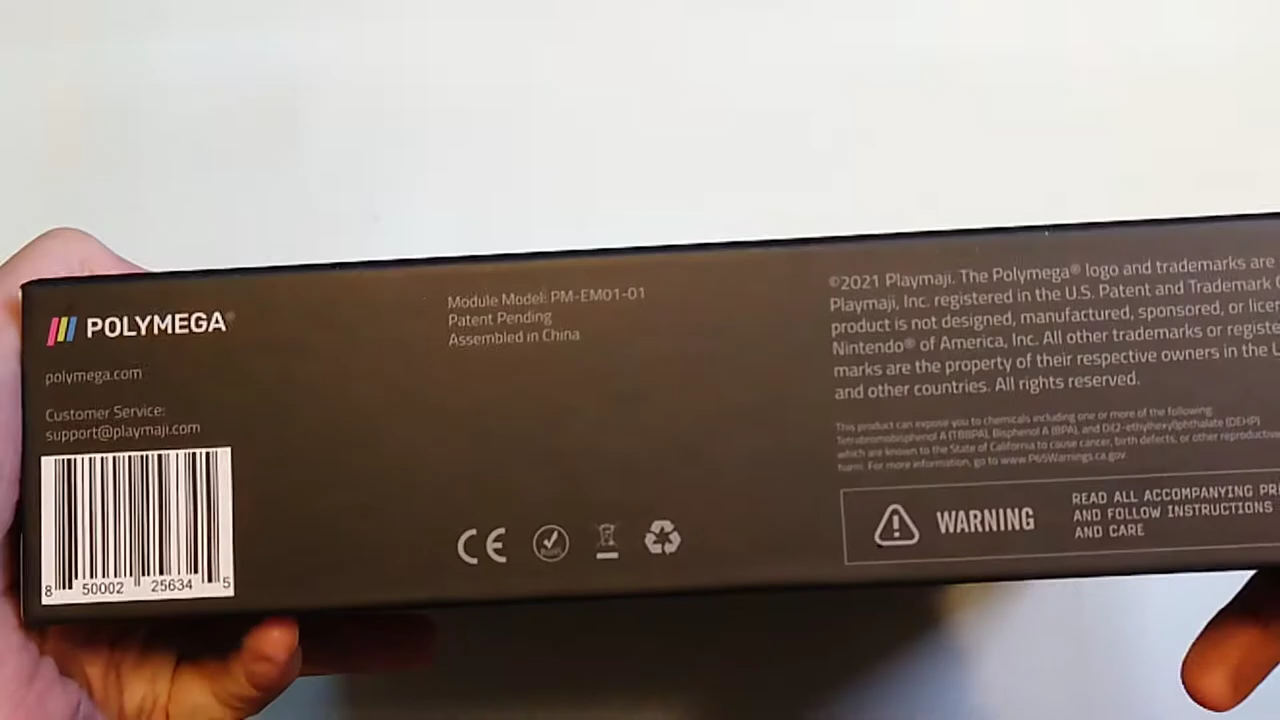 POLYMEGA®
polymega.com
Customer Service:
support@playmaji.com
8 50002 25634 5
Module Model: PM-EM01-01
Patent Pending
Assembled in China
CE
RoHS
©2021 Playmaji. The Polymega® logo and trademarks are
Playmaji, Inc. registered in the U.S. Patent and Trademark
product is not designed, manufactured, sponsored, or
Nintendo® of America, Inc. All other trademarks or
marks are the property of their respective owners in the
and other countries. All rights reserved.
This product can expose you to chemicals including one or more of the following:
Tetrabromobisphenol A (TBBPA), Bisphenol A (BPA), and Di(2-ethylhexyl)phthalate (DEHP)
which are known to the State of California to cause cancer, birth defects, or other reproductive
harm. For more information, go to www.P65Warnings.ca.gov.
WARNING
READ ALL ACCOMPANYING
AND FOLLOW INSTRUCTIONS
AND CARE